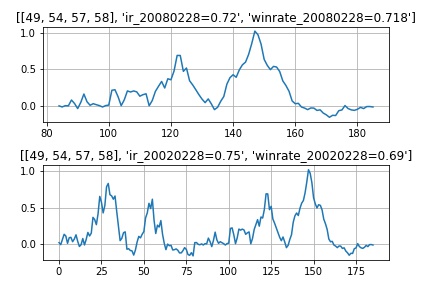 [[49, 54, 57, 58], 'ir_20080228=0.72', 'winrate_20080228=0.718']
1.0
0.5
0.0
80 100 120 140 160 180
[[49, 54, 57, 58], 'ir_20020228=0.75', 'winrate_20020228=0.69']
1.0
0.5
0.0
0 25 50 75 100 125 150 175